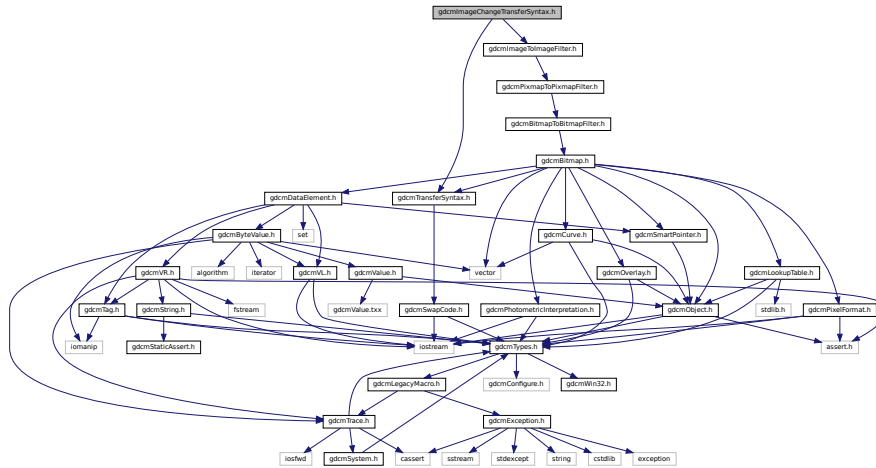 gdcmImageChangeTransferSyntax.h
gdcmImageToImageFilter.h
gdcmPixmapToPixmapFilter.h
gdcmBitmapToBitmapFilter.h
gdcmBitmap.h
gdcmDataElement.h
gdcmTransferSyntax.h
gdcmByteValue.h
set
gdcmCurve.h
gdcmSmartPointer.h
gdcmVR.h
algorithm
iterator
gdcmVL.h
gdcmValue.h
vector
gdcmOverlay.h
gdcmLookupTable.h
gdcmTag.h
gdcmString.h
fstream
gdcmValue.txx
gdcmSwapCode.h
gdcmPhotometricInterpretation.h
gdcmObject.h
stdlib.h
gdcmPixelFormat.h
iomanip
gdcmStaticAssert.h
iostream
gdcmTypes.h
assert.h
gdcmLegacyMacro.h
gdcmConfigure.h
gdcmWin32.h
gdcmTrace.h
gdcmException.h
iosfwd
gdcmSystem.h
cassert
sstream
stdexcept
string
cstdlib
exception